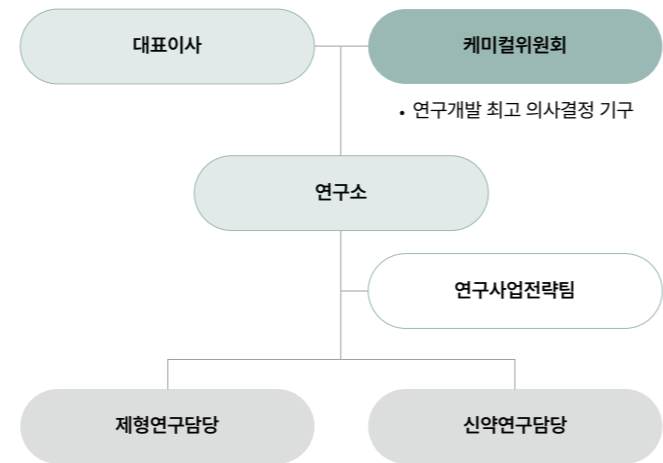 대표이사
케미컬위원회
• 연구개발 최고 의사결정 기구
연구소
연구사업전략팀
제형연구담당
신약연구담당